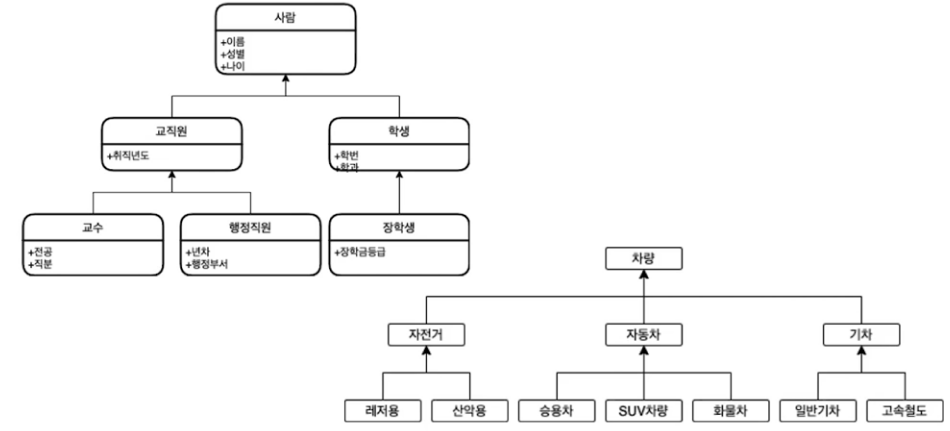 사람
+이름
+성별
+나이
교직원
+취직년도
학생
+학번
+학과
교수
+전공
+직분
행정직원
+년차
+행정부서
장학생
+장학금등급
차량
자전거
자동차
기차
레저용
산악용
승용차
SUV차량
화물차
일반기차
고속철도